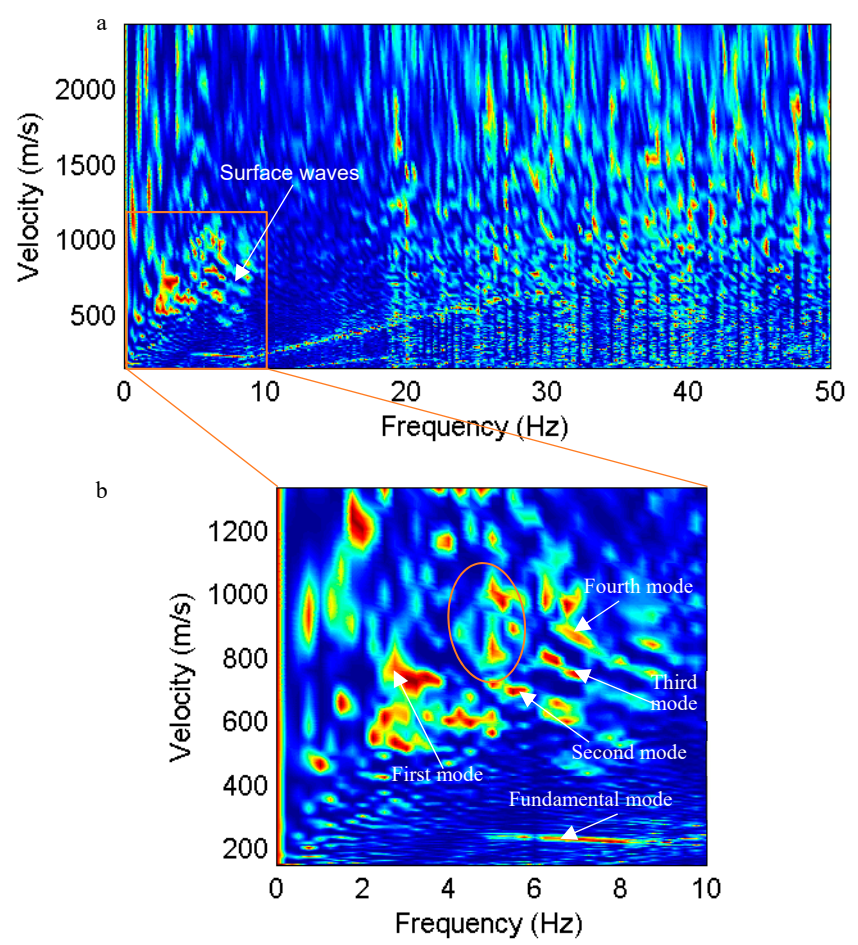 a
2000
1500
1000
500
Velocity (m/s)
Surface waves
0
10
20
30
40
50
Frequency (Hz)
b
1200
1000
800
600
400
200
Velocity (m/s)
Fourth mode
Third
mode
Second mode
First mode
Fundamental mode
0
2
4
6
8
10
Frequency (Hz)